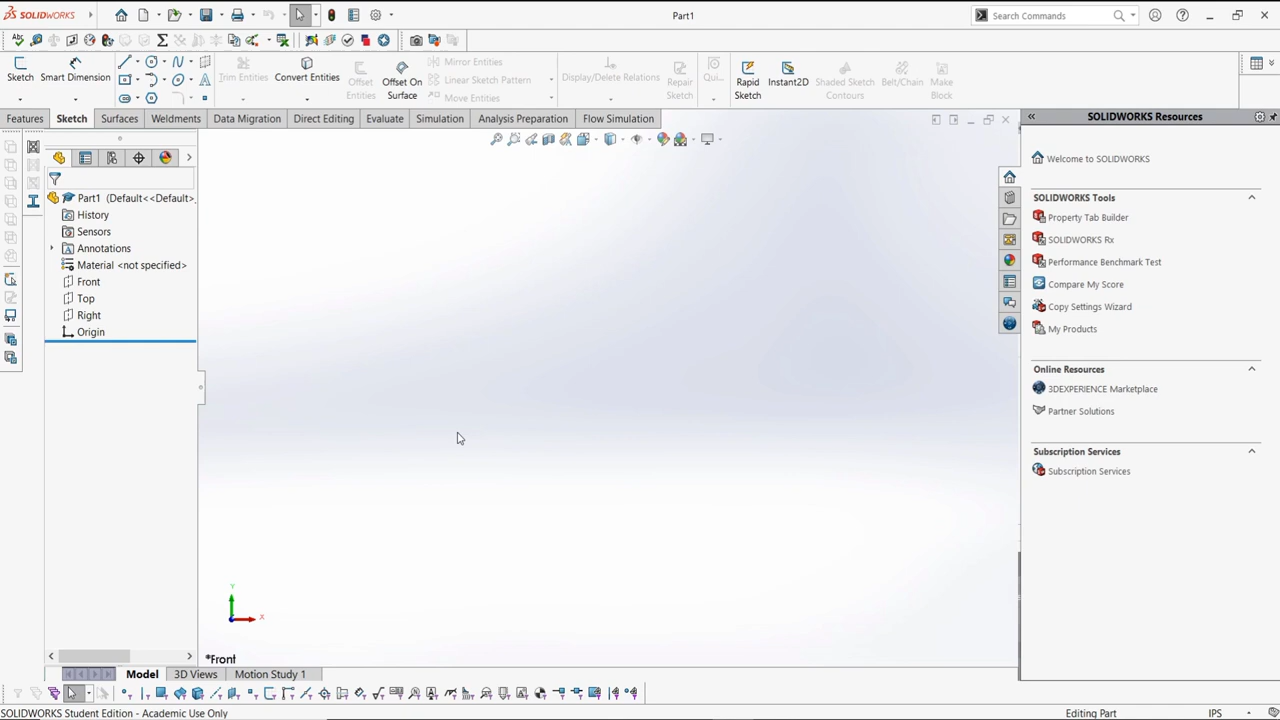 SOLIDWORKS
Part1
Search Commands
Sketch
Smart Dimension
Trim Entities
Convert Entities
Offset Entities
Offset On Surface
Mirror Entities
Linear Sketch Pattern
Move Entities
Display/Delete Relations
Repair Sketch
Qui...
Rapid Sketch
Instant2D
Shaded Sketch Contours
Belt/Chain
Make Block
Features
Sketch
Surfaces
Weldments
Data Migration
Direct Editing
Evaluate
Simulation
Analysis Preparation
Flow Simulation
SOLIDWORKS Resources
Part1 (Default<<Default>
History
Sensors
Annotations
Material <not specified>
Front
Top
Right
Origin
Welcome to SOLIDWORKS
SOLIDWORKS Tools
Property Tab Builder
SOLIDWORKS Rx
Performance Benchmark Test
Compare My Score
Copy Settings Wizard
My Products
Online Resources
3DEXPERIENCE Marketplace
Partner Solutions
Subscription Services
Subscription Services
Y
X
*Front
Model
3D Views
Motion Study 1
SOLIDWORKS Student Edition - Academic Use Only
Editing Part
IPS